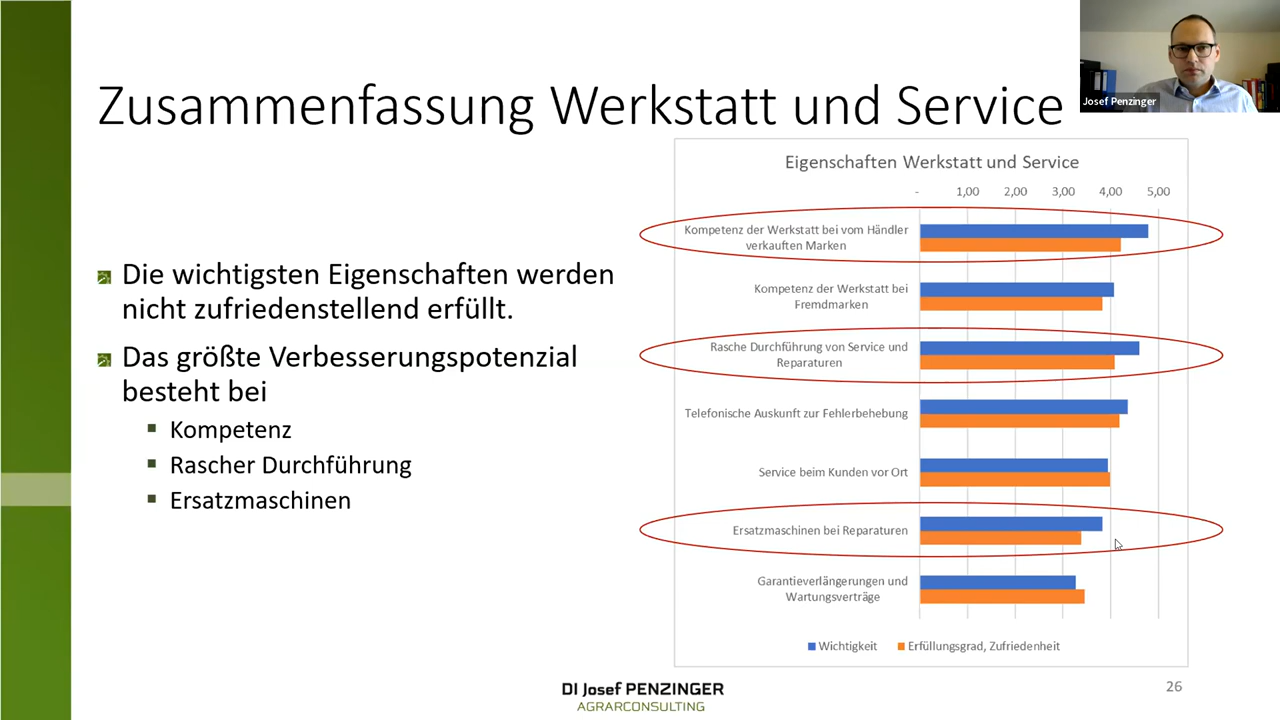 Zusammenfassung Werkstatt und Service
Josef Penzinger
Die wichtigsten Eigenschaften werden
nicht zufriedenstellend erfüllt.
Das größte Verbesserungspotenzial
besteht bei
Kompetenz
Rascher Durchführung
Ersatzmaschinen
Eigenschaften Werkstatt und Service
- 1,00 2,00 3,00 4,00 5,00
Kompetenz der Werkstatt bei vom Händler
verkauften Marken
Kompetenz der Werkstatt bei
Fremdmarken
Rasche Durchführung von Service und
Reparaturen
Telefonische Auskunft zur Fehlerbehebung
Service beim Kunden vor Ort
Ersatzmaschinen bei Reparaturen
Garantieverlängerungen und
Wartungsverträge
Wichtigkeit Erfüllungsgrad, Zufriedenheit
DI Josef PENZINGER
AGRARCONSULTING
26